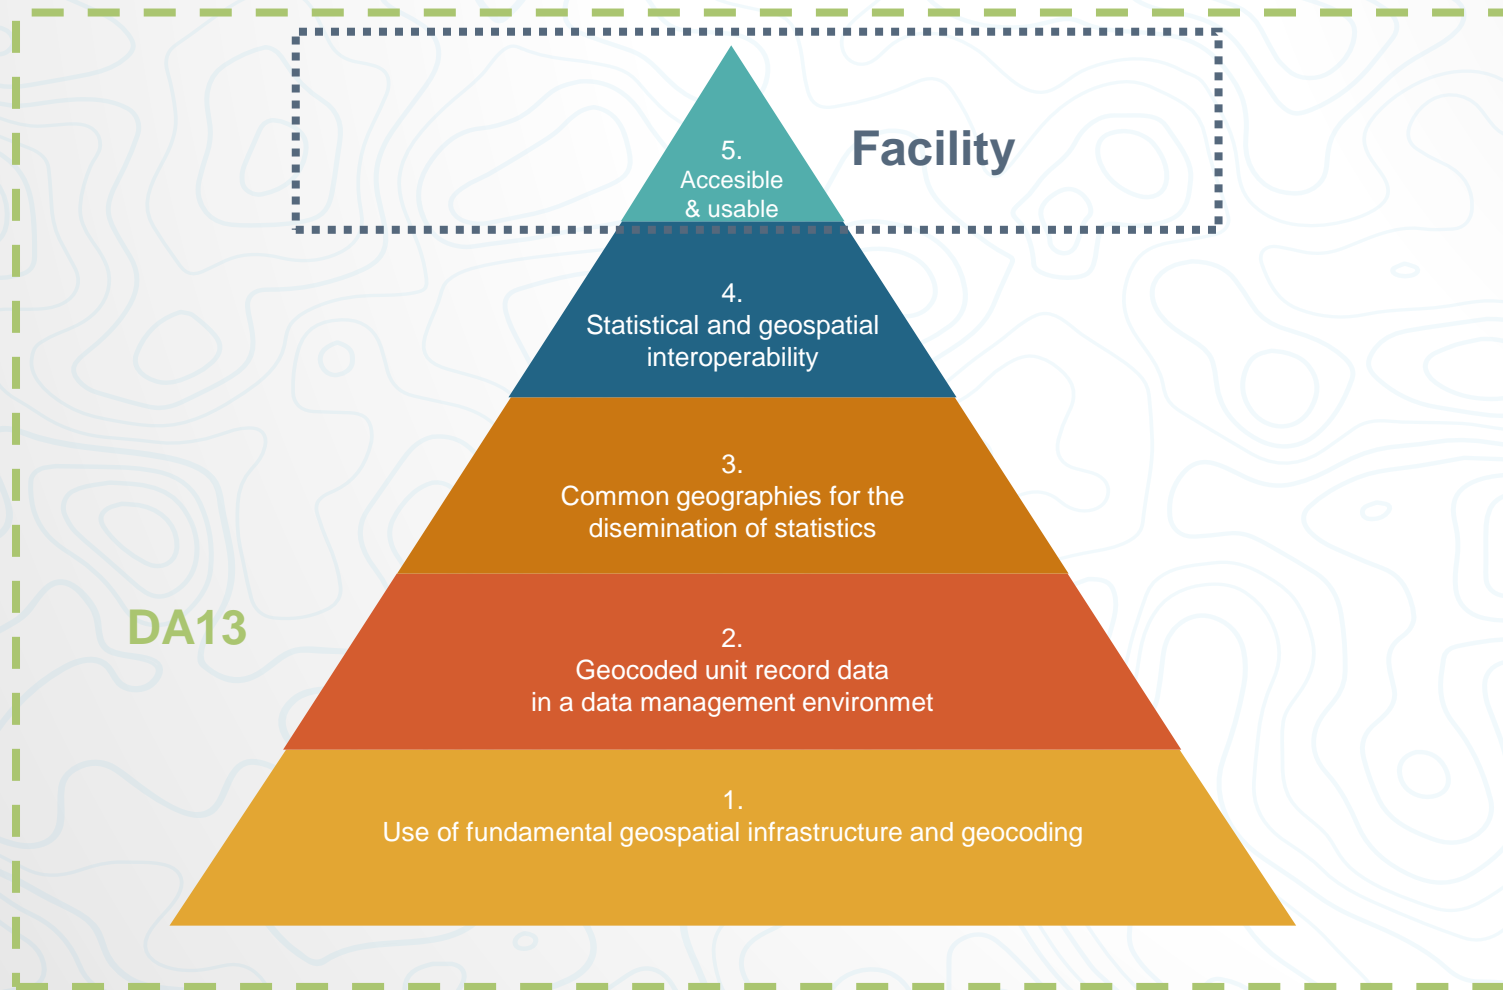 5.
Accesible
& usable
Facility
4.
Statistical and geospatial
interoperability
3.
Common geographies for the
disemination of statistics
DA13
2.
Geocoded unit record data
in a data management environmet
1.
Use of fundamental geospatial infrastructure and geocoding